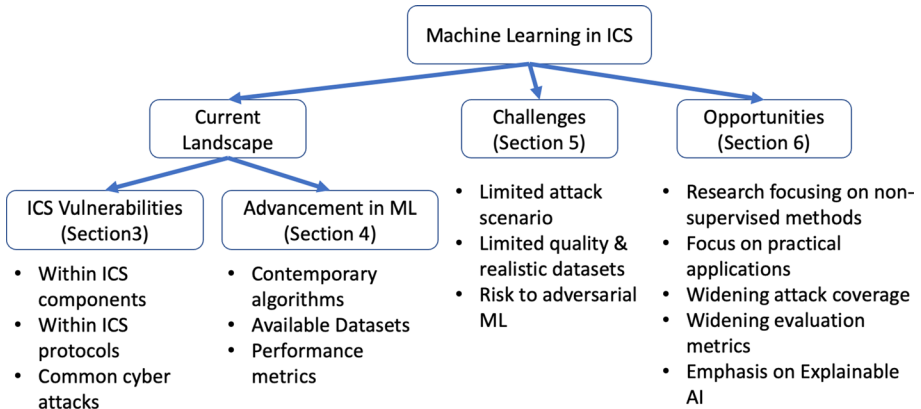 Machine Learning in ICS
Current
Landscape
Challenges
(Section 5)
Opportunities
(Section 6)
ICS Vulnerabilities
(Section3)
Advancement in ML
(Section 4)
• Within ICS
components
• Within ICS
protocols
• Common cyber
attacks
• Contemporary
algorithms
• Available Datasets
• Performance
metrics
• Limited attack
scenario
• Limited quality &
realistic datasets
• Risk to adversarial
ML
• Research focusing on non-
supervised methods
• Focus on practical
applications
• Widening attack coverage
• Widening evaluation
metrics
• Emphasis on Explainable
AI